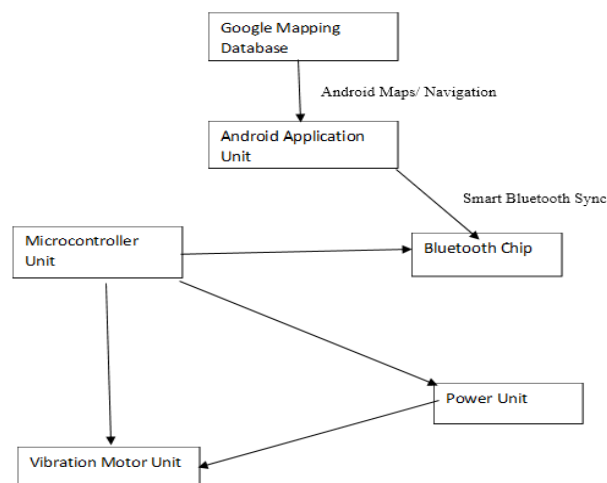 Google Mapping
Database
Android Maps/ Navigation
Android Application
Unit
Smart Bluetooth Sync
Microcontroller
Unit
Bluetooth Chip
Power Unit
Vibration Motor Unit